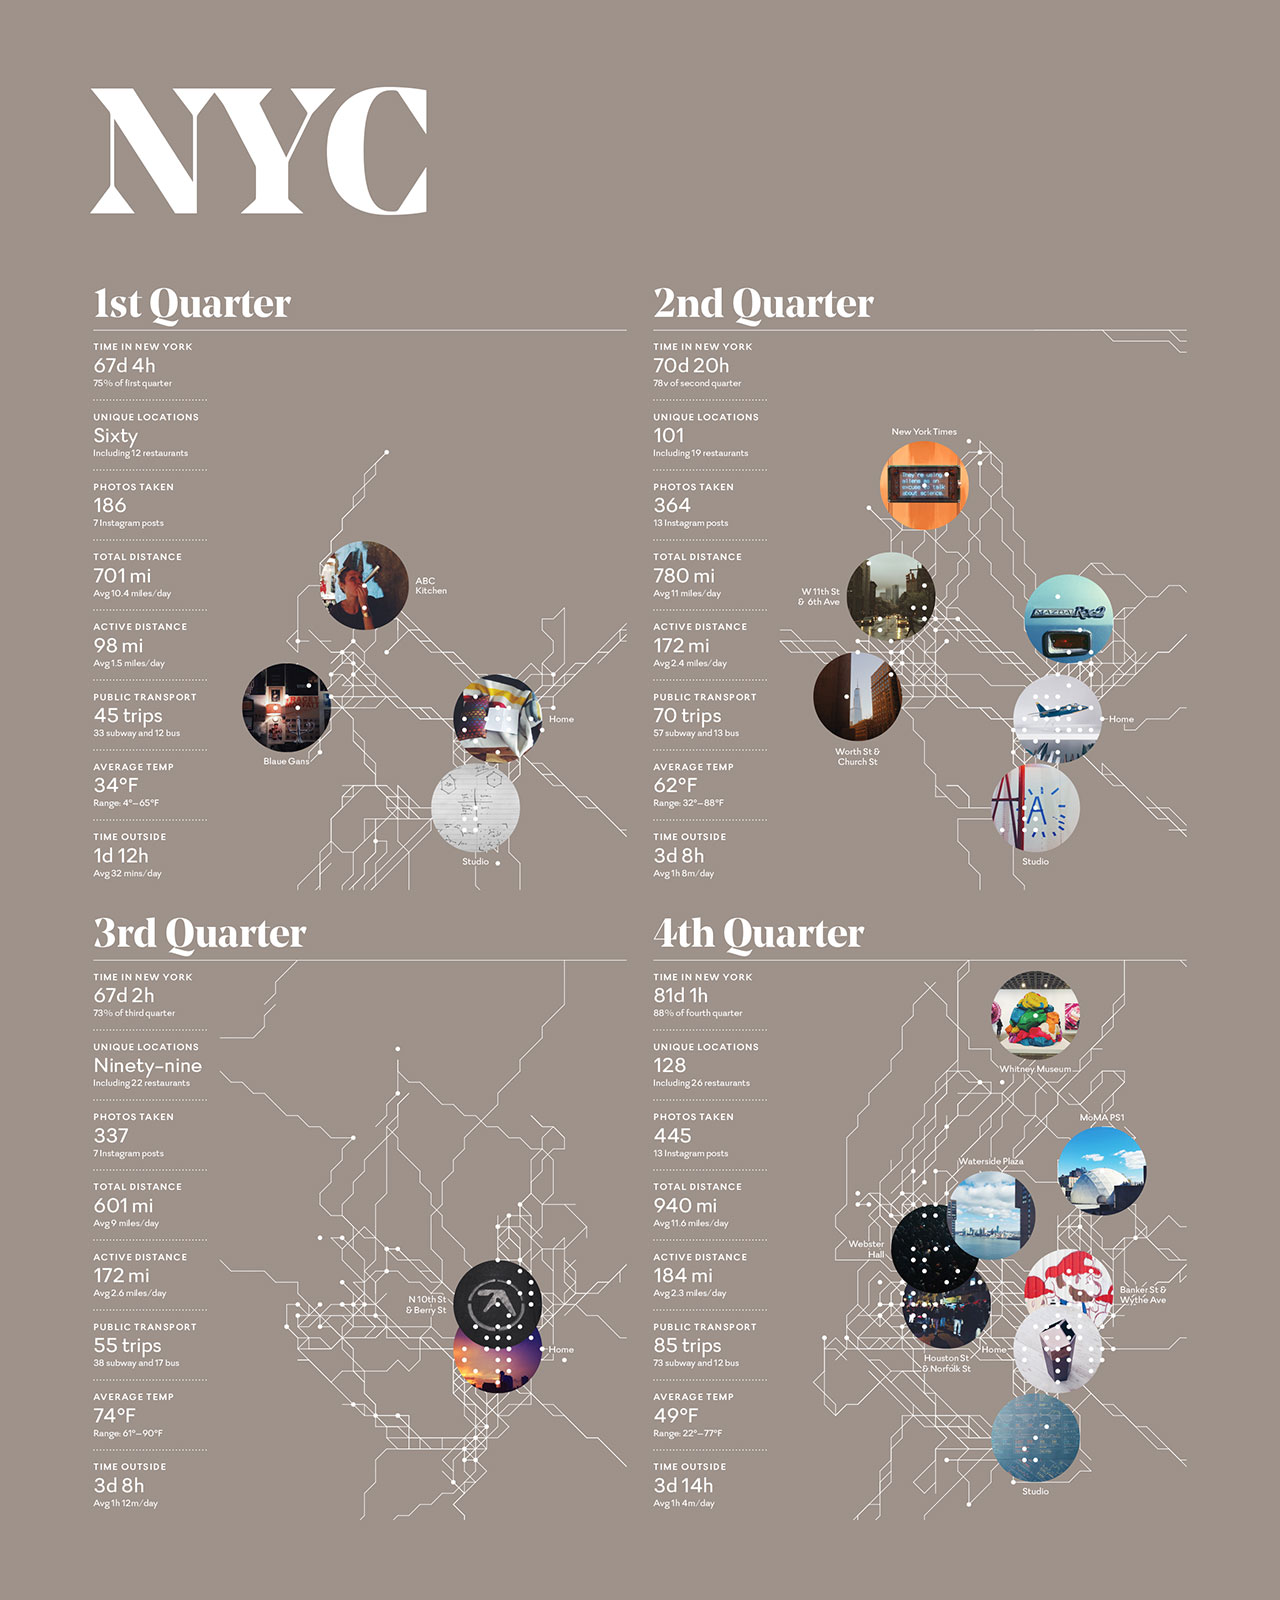 NYC
1st Quarter
TIME IN NEW YORK
67d 4h
75% of first quarter
UNIQUE LOCATIONS
Sixty
Including 12 restaurants
PHOTOS TAKEN
186
7 Instagram posts
TOTAL DISTANCE
701 mi
Avg 10.4 miles/day
ACTIVE DISTANCE
98 mi
Avg 1.5 miles/day
PUBLIC TRANSPORT
45 trips
33 subway and 12 bus
AVERAGE TEMP
34°F
Range: 4°–65°F
TIME OUTSIDE
1d 12h
Avg 32 mins/day
ABC
Kitchen
Blaue Gans
Home
Studio
2nd Quarter
TIME IN NEW YORK
70d 20h
78v of second quarter
UNIQUE LOCATIONS
101
Including 19 restaurants
PHOTOS TAKEN
364
13 Instagram posts
TOTAL DISTANCE
780 mi
Avg 11 miles/day
ACTIVE DISTANCE
172 mi
Avg 2.4 miles/day
PUBLIC TRANSPORT
70 trips
57 subway and 13 bus
AVERAGE TEMP
62°F
Range: 32°–88°F
TIME OUTSIDE
3d 8h
Avg 1h 8m/day
New York Times
They're using
aliens as an
excuse to talk
about science.
W 11th St
& 6th Ave
MAZDA RX-2
Worth St &
Church St
Home
A
A
Studio
3rd Quarter
TIME IN NEW YORK
67d 2h
73% of third quarter
UNIQUE LOCATIONS
Ninety-nine
Including 22 restaurants
PHOTOS TAKEN
337
7 Instagram posts
TOTAL DISTANCE
601 mi
Avg 9 miles/day
ACTIVE DISTANCE
172 mi
Avg 2.6 miles/day
PUBLIC TRANSPORT
55 trips
38 subway and 17 bus
AVERAGE TEMP
74°F
Range: 61°–90°F
TIME OUTSIDE
3d 8h
Avg 1h 12m/day
N 10th St
& Berry St
Home
4th Quarter
TIME IN NEW YORK
81d 1h
88% of fourth quarter
UNIQUE LOCATIONS
128
Including 26 restaurants
PHOTOS TAKEN
445
13 Instagram posts
TOTAL DISTANCE
940 mi
Avg 11.6 miles/day
ACTIVE DISTANCE
184 mi
Avg 2.3 miles/day
PUBLIC TRANSPORT
85 trips
73 subway and 12 bus
AVERAGE TEMP
49°F
Range: 22°–77°F
TIME OUTSIDE
3d 14h
Avg 1h 4m/day
Whitney Museum
MoMA PS1
Waterside Plaza
Webster
Hall
Banker St &
Wythe Ave
Houston St
& Norfolk St
Home
Studio